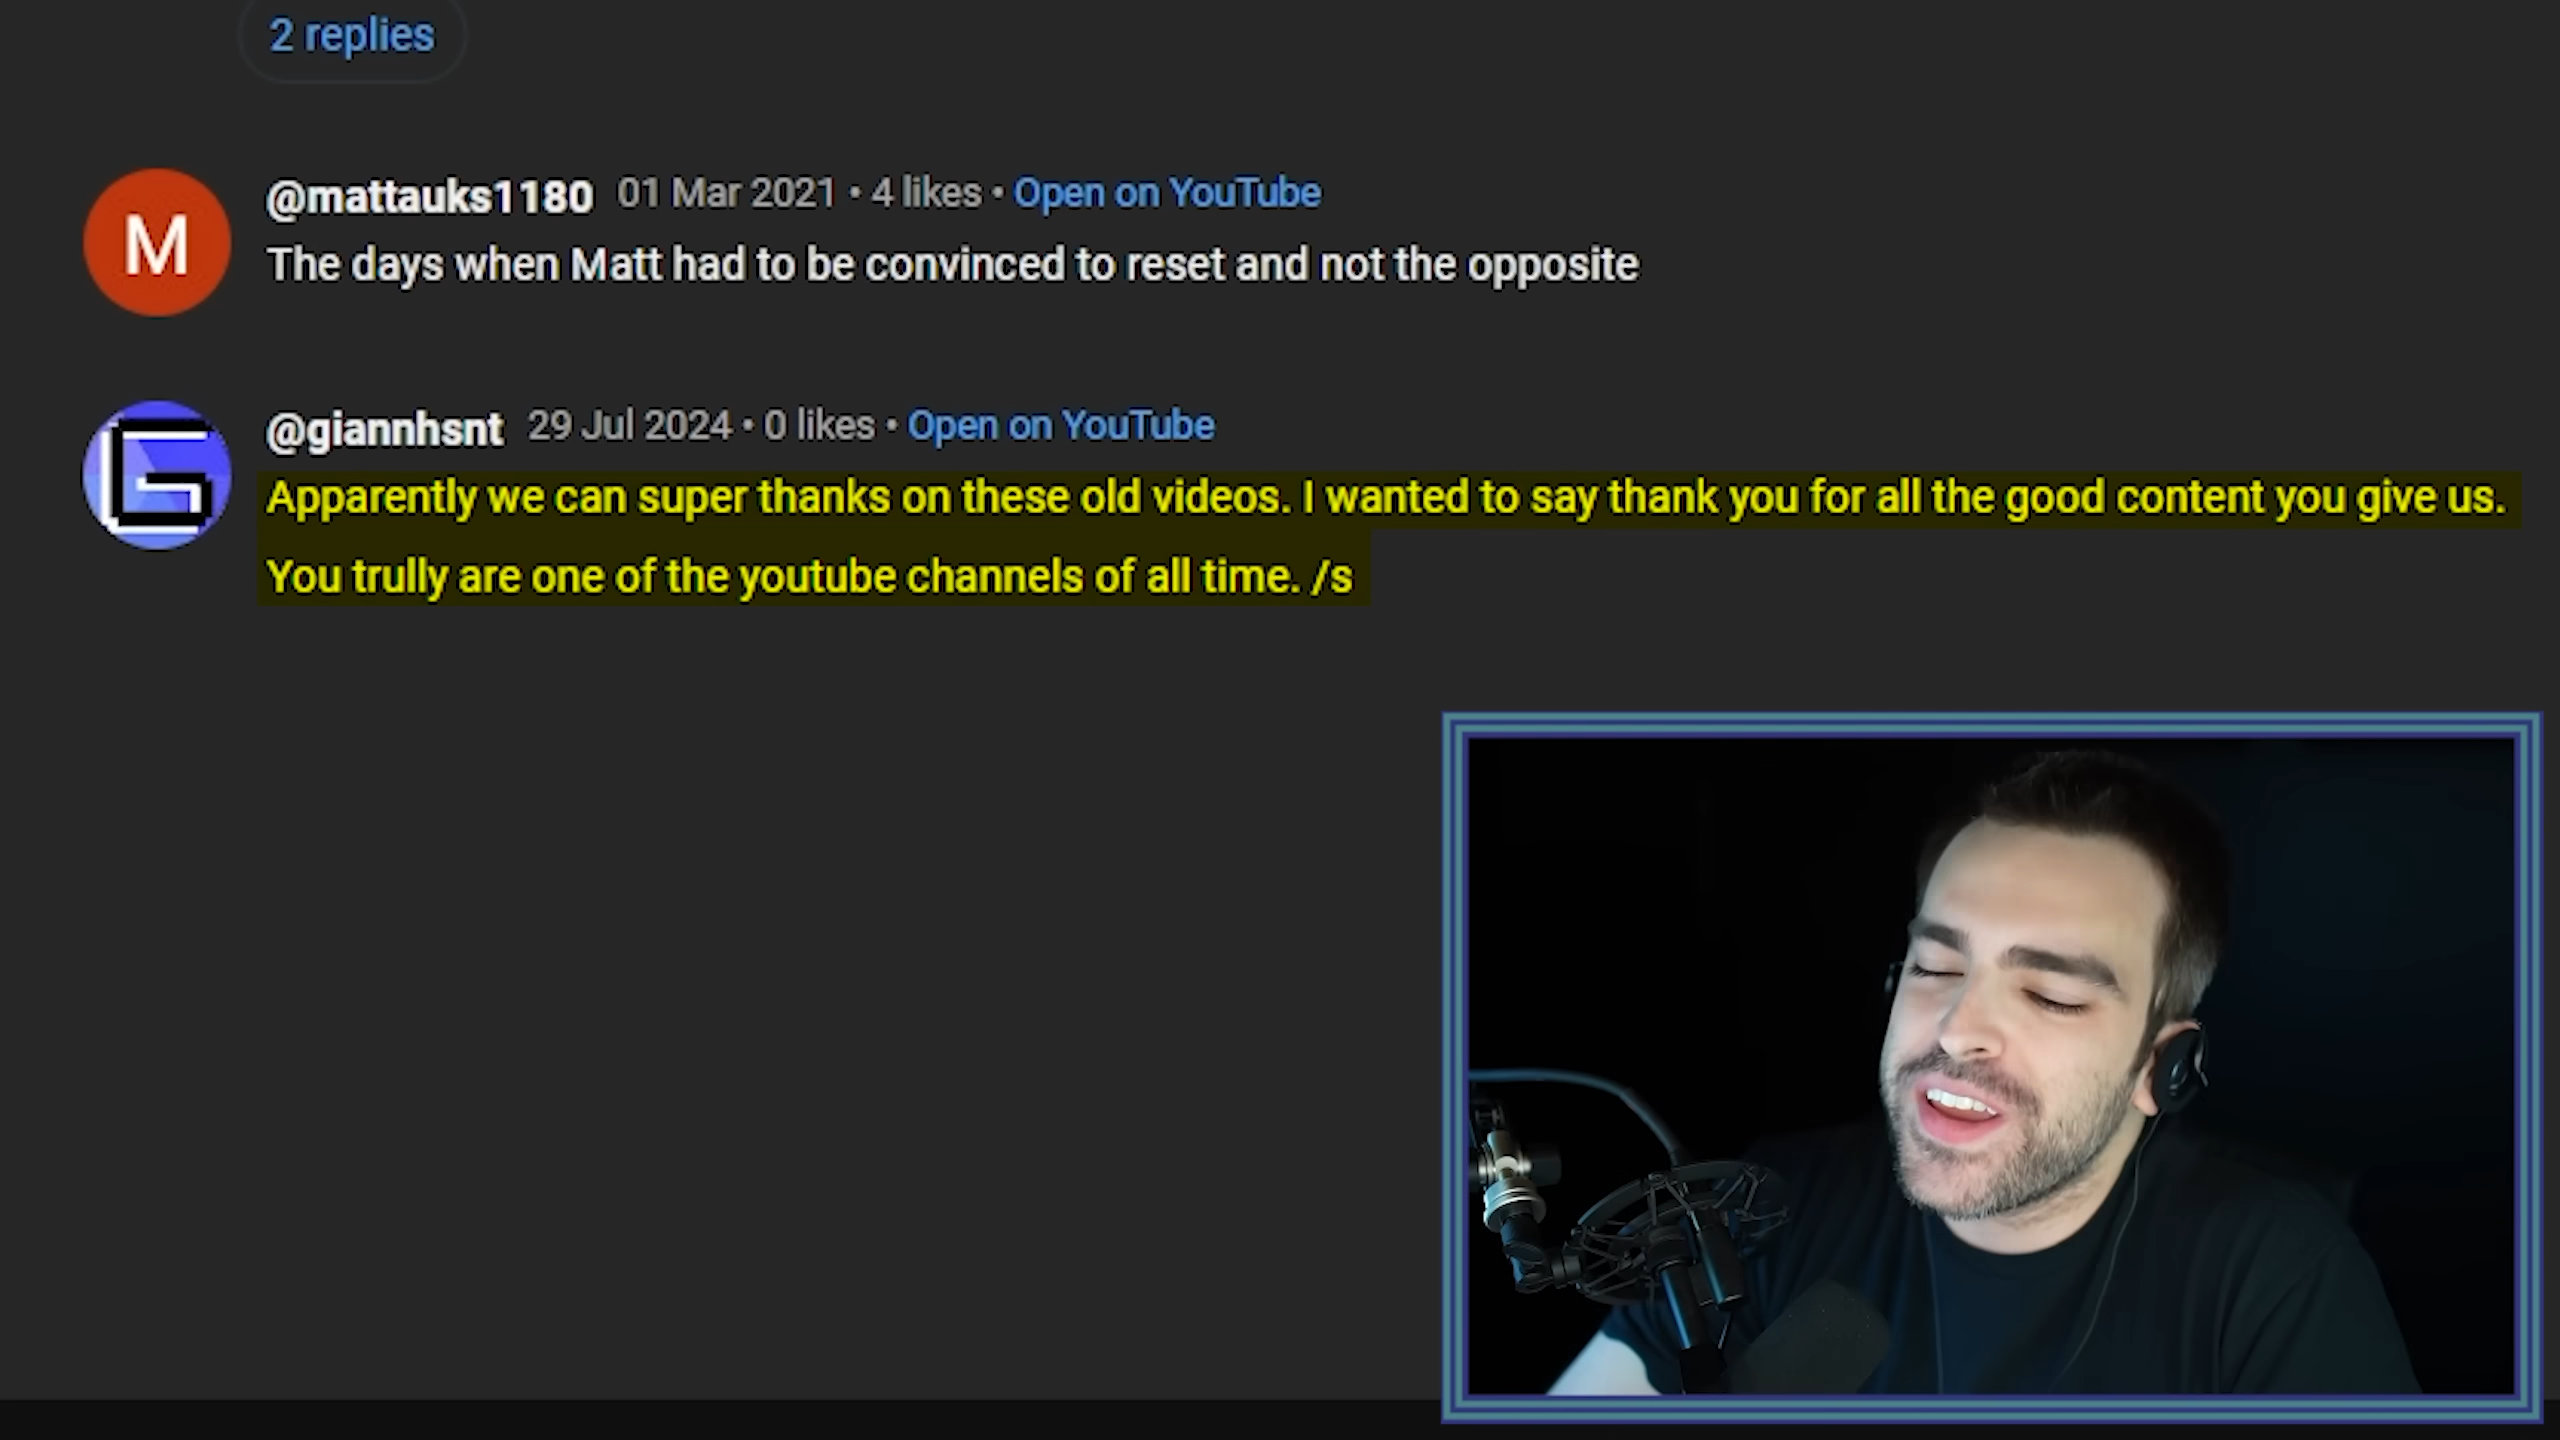 2 replies
M
@mattauks1180 01 Mar 2021 • 4 likes • Open on YouTube
The days when Matt had to be convinced to reset and not the opposite
G
@giannhsnt 29 Jul 2024 • 0 likes • Open on YouTube
Apparently we can super thanks on these old videos. I wanted to say thank you for all the good content you give us.
You trully are one of the youtube channels of all time. /s